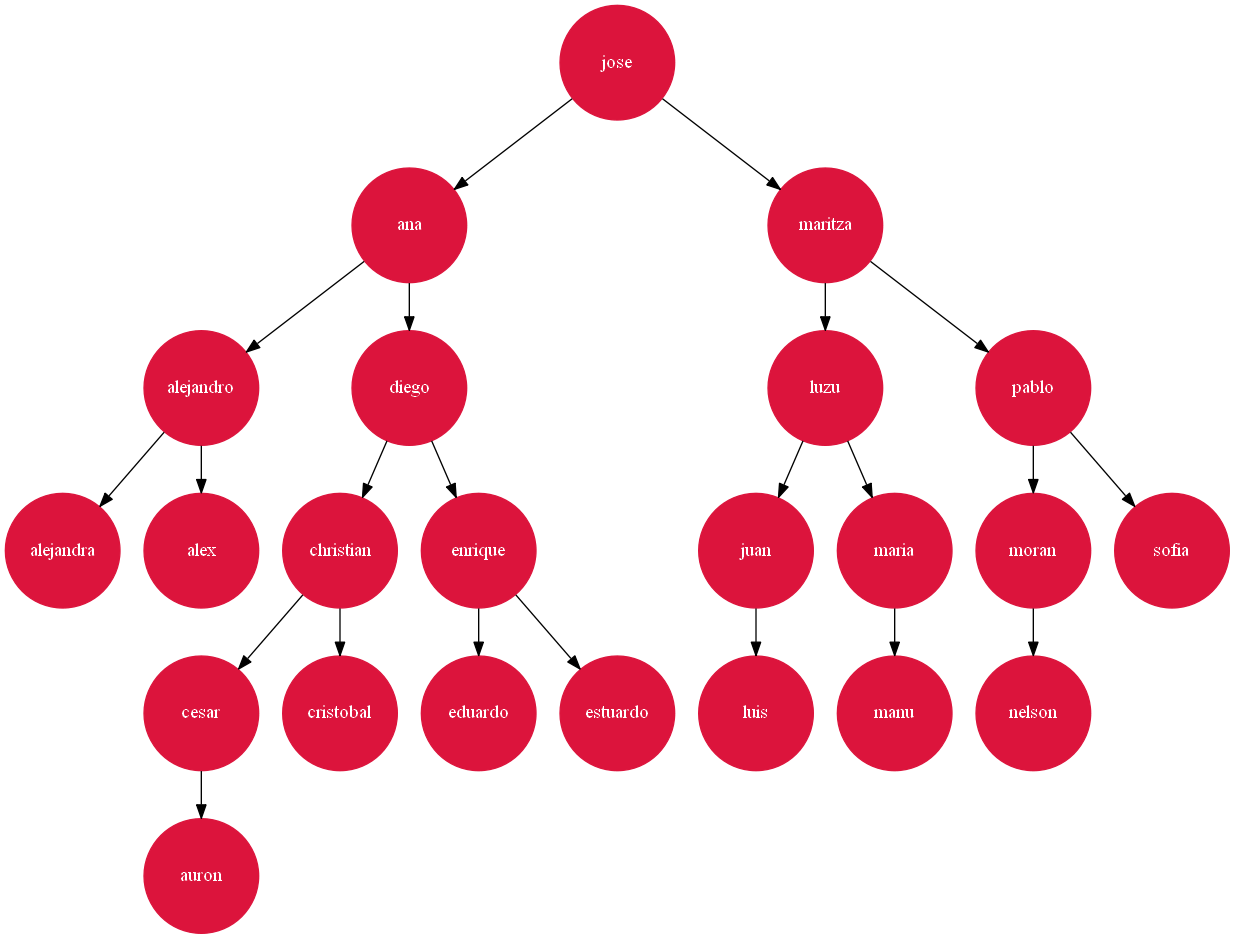 jose
ana
maritza
alejandro
diego
luzu
pablo
alejandra
alex
christian
enrique
juan
maria
moran
sofia
cesar
cristobal
eduardo
estuardo
luis
manu
nelson
auron